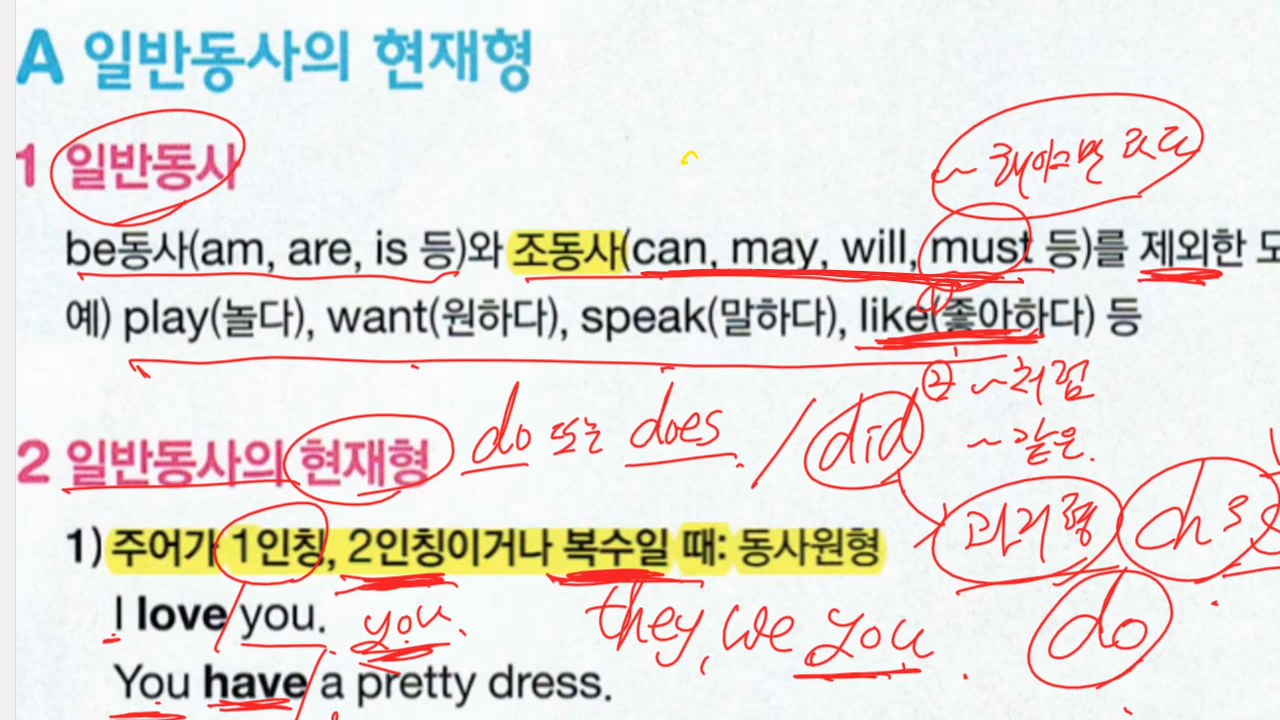 A 일반동사의 현재형
1 일반동사
~ 해야만 한다
be동사(am, are, is 등)와 조동사(can, may, will, must 등)를 제외한 모
예) play(놀다), want(원하다), speak(말하다), like(좋아하다) 등
② ~처럼
do 또는 does / did
~같은.
2 일반동사의 현재형
과거형 ch 3
1) 주어가 1인칭, 2인칭이거나 복수일 때: 동사원형
I love you. you. they, we you. do
You have a pretty dress.